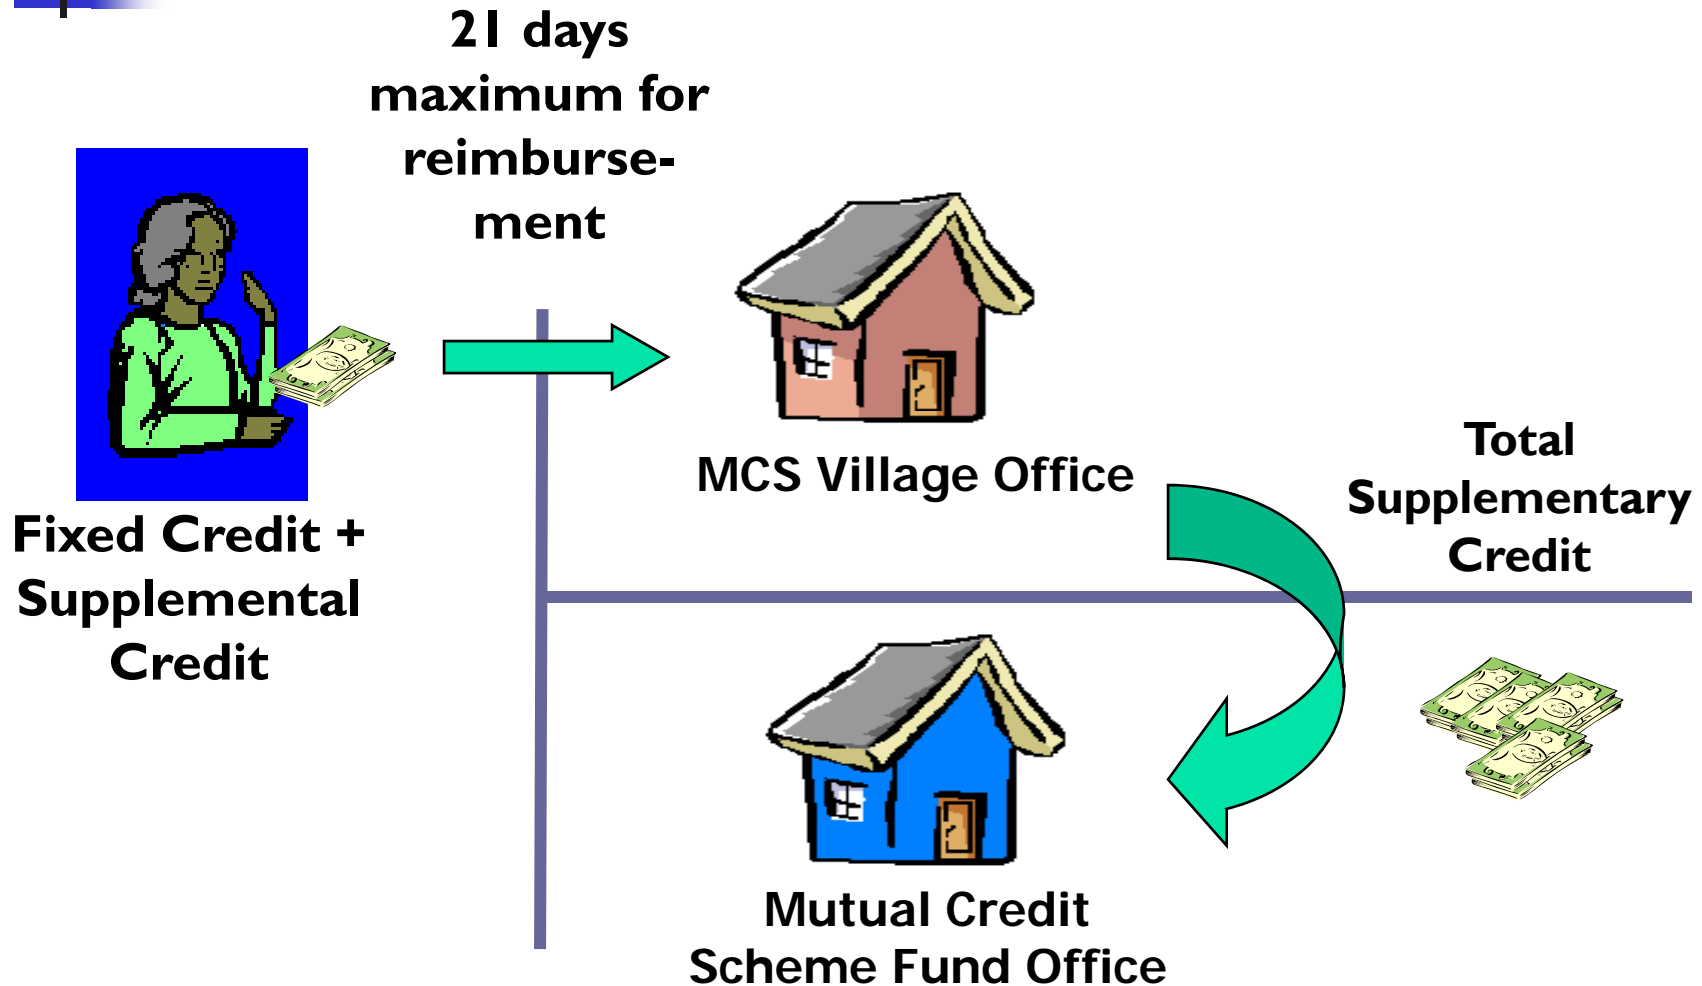 21 days
maximum for
reimburse-
ment
Fixed Credit +
Supplemental
Credit
MCS Village Office
Total
Supplementary
Credit
Mutual Credit
Scheme Fund Office